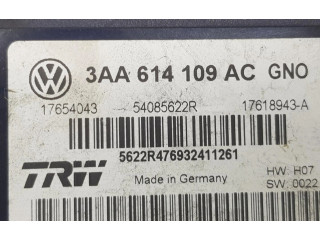 3AA 614 109 AC GNO
17654043 54085622R 17618943-A
5622R476932411261
TRW Made in Germany HW: H07
SW: 0022